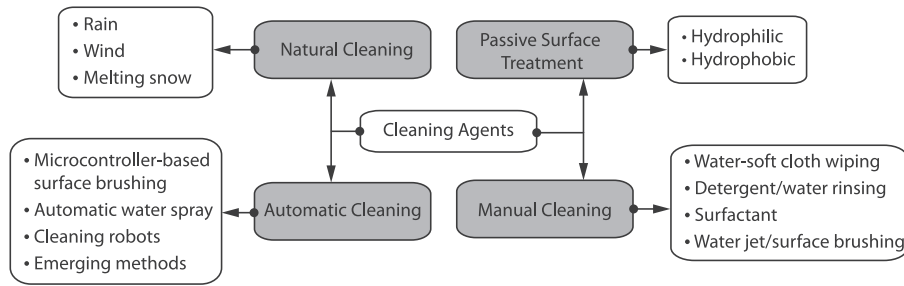 • Rain
• Wind
• Melting snow
Natural Cleaning
Passive Surface
Treatment
• Hydrophilic
• Hydrophobic
Cleaning Agents
• Microcontroller-based
surface brushing
• Automatic water spray
• Cleaning robots
• Emerging methods
Automatic Cleaning
Manual Cleaning
• Water-soft cloth wiping
• Detergent/water rinsing
• Surfactant
• Water jet/surface brushing